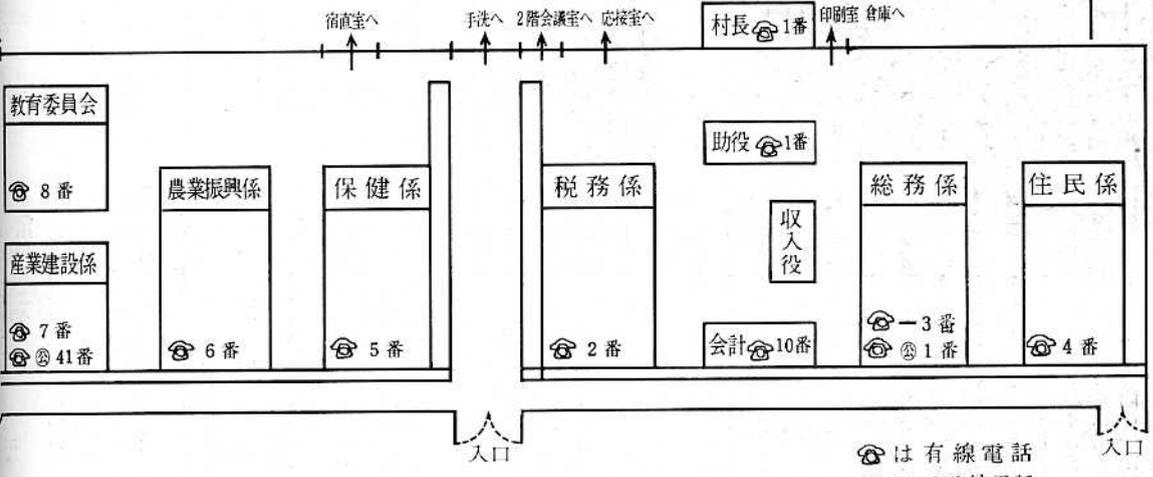 宿直室へ
手洗へ
2階会議室へ
応接室へ
村長 ☎1番
印刷室 倉庫へ
教育委員会
☎ 8番
助役 ☎1番
農業振興係
☎ 6番
保健係
☎ 5番
税務係
☎ 2番
収入役
総務係
☎ー3番
☎ ㊁1番
住民係
☎ 4番
産業建設係
☎ 7番
☎ ㊁41番
会計 ☎10番
入口
入口
☎は有線電話